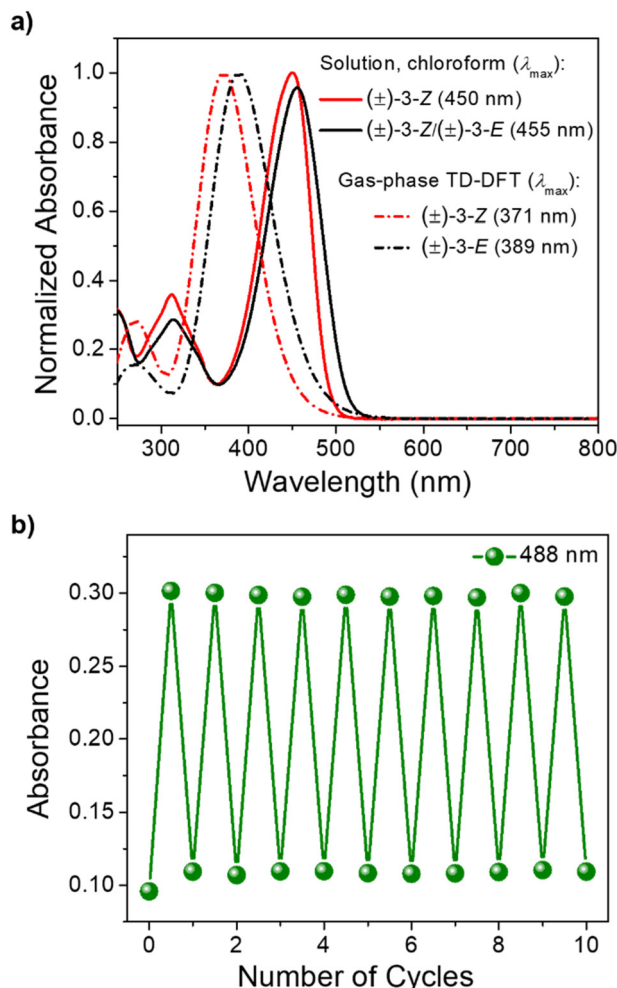 a)
Solution, chloroform (λmax):
(±)-3-Z (450 nm)
(±)-3-Z/(±)-3-E (455 nm)
Gas-phase TD-DFT (λmax):
(±)-3-Z (371 nm)
(±)-3-E (389 nm)
Normalized Absorbance
1.0
0.8
0.6
0.4
0.2
0.0
300 400 500 600 700 800
Wavelength (nm)
b)
488 nm
Absorbance
0.30
0.25
0.20
0.15
0.10
0 2 4 6 8 10
Number of Cycles